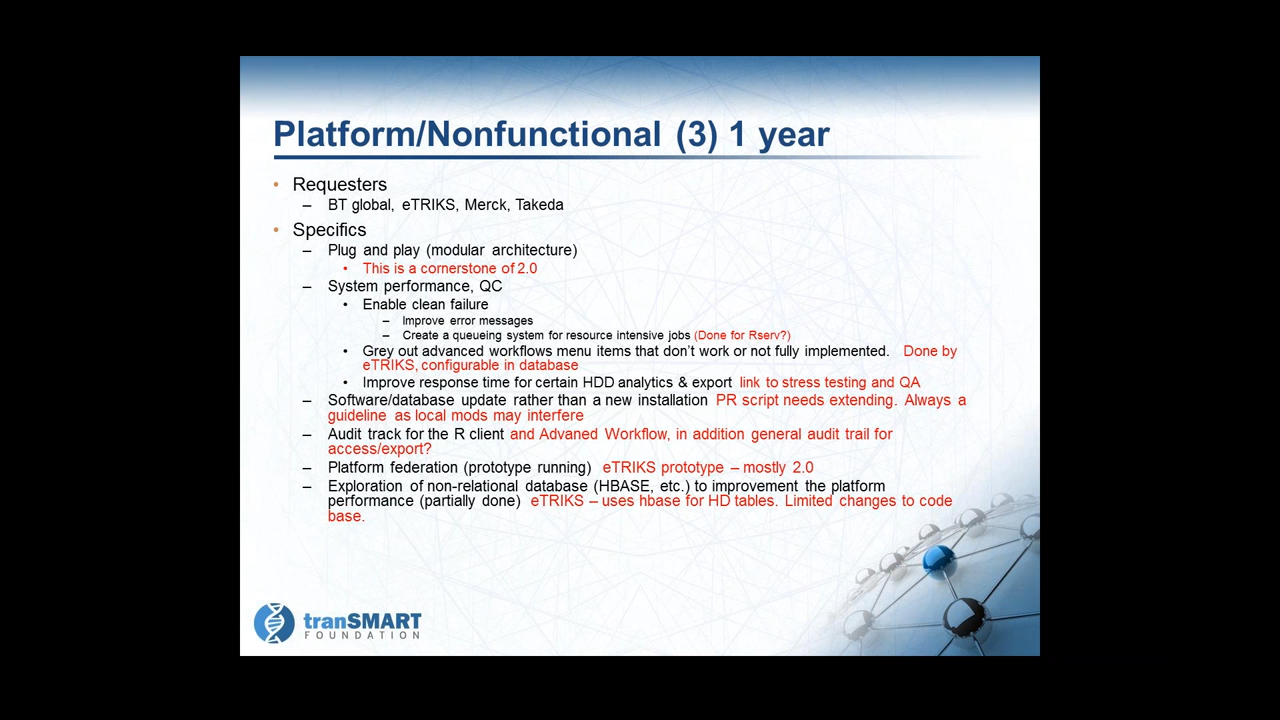 Platform/Nonfunctional (3) 1 year
• Requesters
– BT global, eTRIKS, Merck, Takeda
• Specifics
– Plug and play (modular architecture)
• This is a cornerstone of 2.0
– System performance, QC
• Enable clean failure
– Improve error messages
– Create a queueing system for resource intensive jobs (Done for Rserv?)
• Grey out advanced workflows menu items that don't work or not fully implemented. Done by
eTRIKS, configurable in database
• Improve response time for certain HDD analytics & export link to stress testing and QA
– Software/database update rather than a new installation PR script needs extending. Always a
guideline as local mods may interfere
– Audit track for the R client and Advaned Workflow, in addition general audit trail for
access/export?
– Platform federation (prototype running) eTRIKS prototype – mostly 2.0
– Exploration of non-relational database (HBASE, etc.) to improvement the platform
performance (partially done) eTRIKS – uses hbase for HD tables. Limited changes to code
base.
tranSMART
FOUNDATION